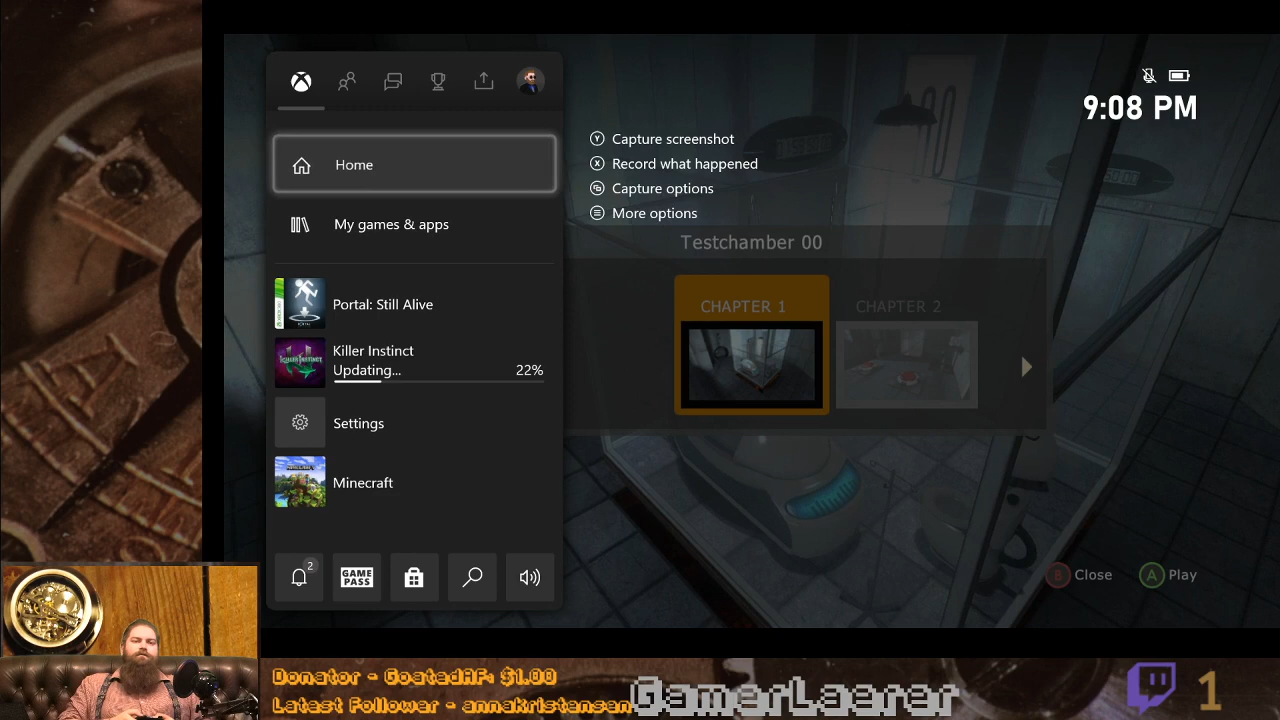 9:08 PM
Home
My games & apps
Portal: Still Alive
Killer Instinct
Updating...
22%
Settings
Minecraft
2
GAME
PASS
Capture screenshot
Record what happened
Capture options
More options
Testchamber 00
CHAPTER 1
CHAPTER 2
B Close
A Play
Donator - GoatedAF: $1.00
Latest Follower - annakristensen
GamerLaerer
1